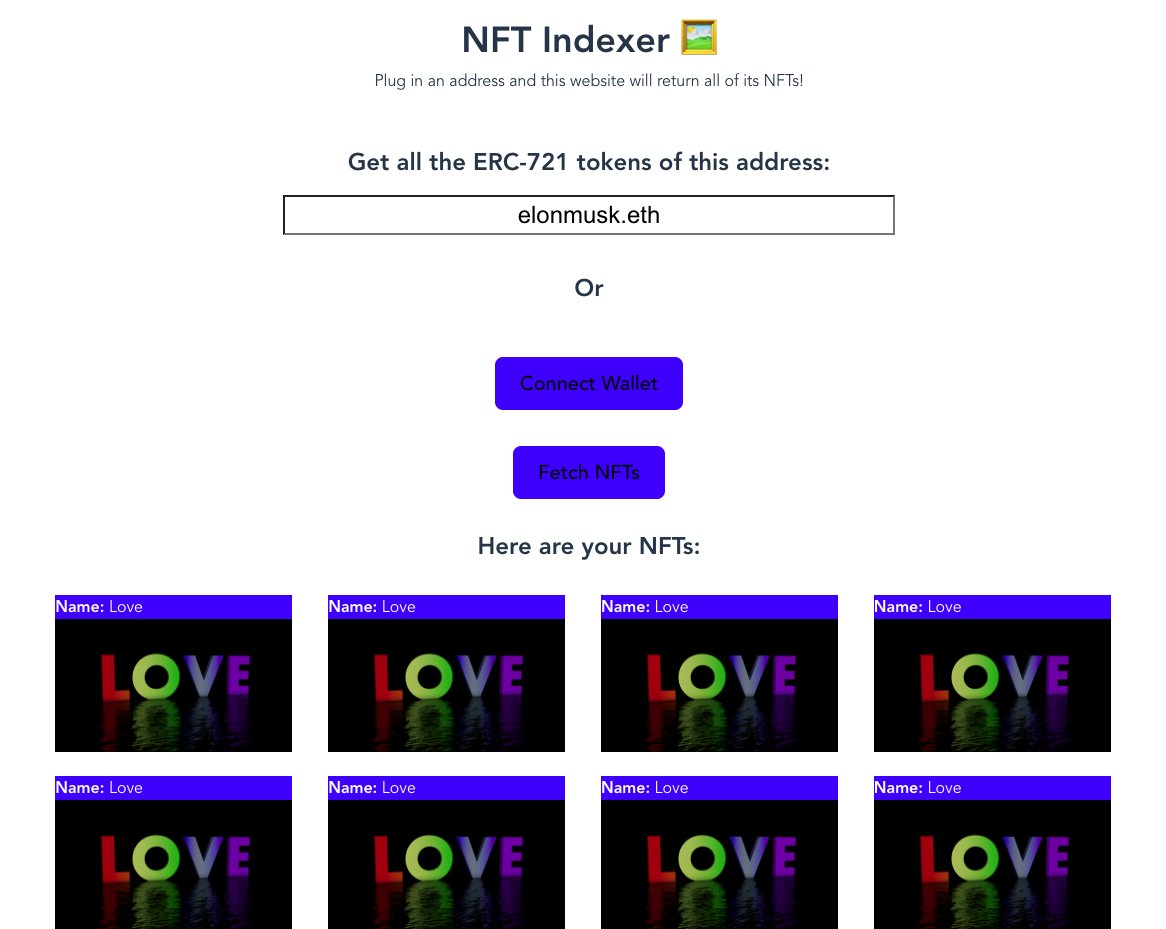 NFT Indexer 🖼️
Plug in an address and this website will return all of its NFTs!
Get all the ERC-721 tokens of this address:
elonmusk.eth
Or
Connect Wallet
Fetch NFTs
Here are your NFTs:
Name: Love Name: Love Name: Love Name: Love
LOVE LOVE LOVE LOVE
Name: Love Name: Love Name: Love Name: Love
LOVE LOVE LOVE LOVE